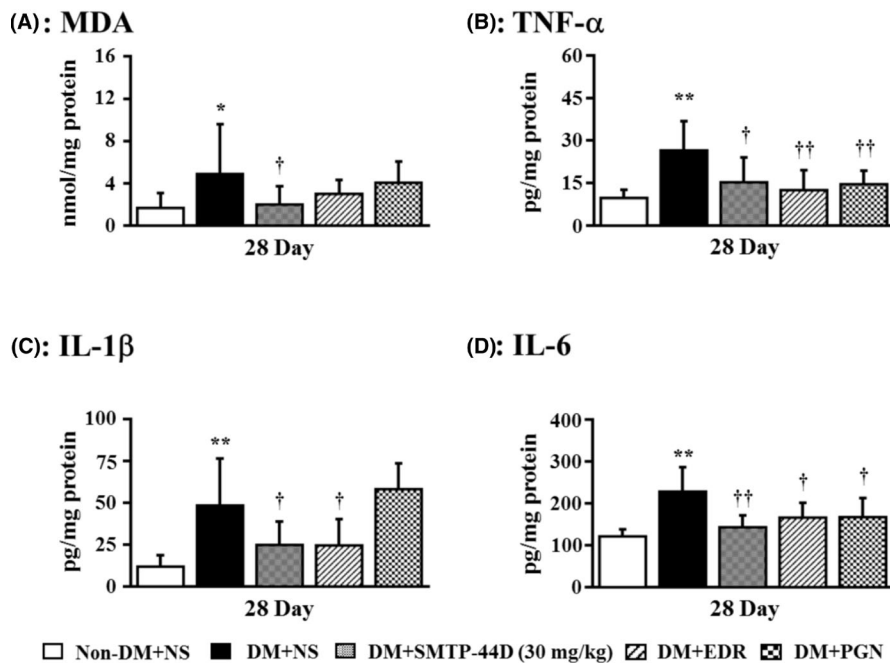 (A): MDA
16
12
8
4
0
nmol/mg protein
*
†
28 Day
(B): TNF-α
60
45
30
15
0
pg/mg protein
**
†
††
††
28 Day
(C): IL-1β
100
75
50
25
0
pg/mg protein
**
†
†
28 Day
(D): IL-6
400
300
200
100
0
pg/mg protein
**
††
†
†
28 Day
Non-DM+NS DM+NS DM+SMTP-44D (30 mg/kg) DM+EDR DM+PGN